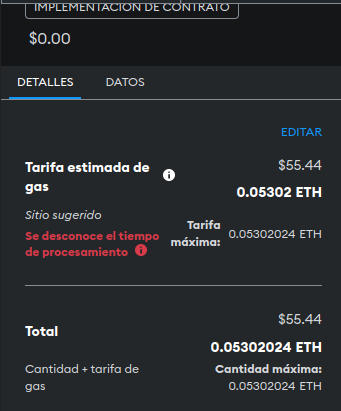 IMPLEMENTACIÓN DE CONTRATO
$0.00
DETALLES
DATOS
EDITAR
Tarifa estimada de
gas
$55.44
0.05302 ETH
Sitio sugerido
Se desconoce el tiempo
de procesamiento
Tarifa
máxima:
0.05302024 ETH
Total
$55.44
0.05302024 ETH
Cantidad + tarifa de
gas
Cantidad máxima:
0.05302024 ETH